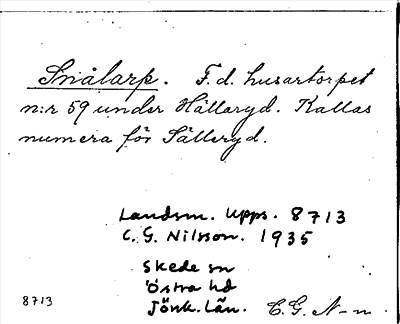 Snålarp. F.d. husartorpet
n:r 59 under Hälleryd. Kallas
numera för Sälleryd.
Landsm. Upps. 8713
C.G. Nilsson. 1935
Skede sn
Östra hd
Jönk. län.
8713
C.G. N-n